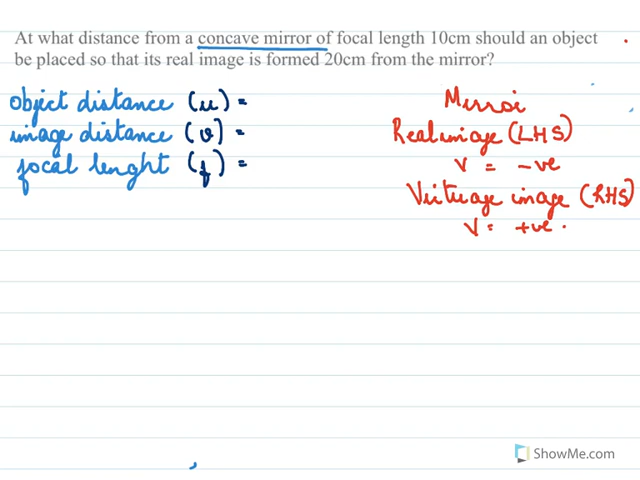 At what distance from a concave mirror of focal length 10cm should an object
be placed so that its real image is formed 20cm from the mirror?
object distance (u) =
image distance (v) =
focal lenght (f) =
Mirror
Real image (LHS)
V = -ve
Virtuage image (RHS)
V = +ve .
ShowMe.com